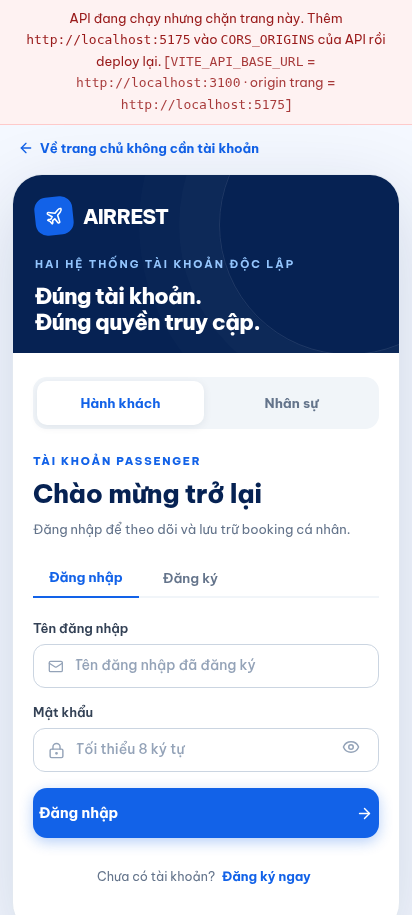 API đang chạy nhưng chặn trang này. Thêm
http://localhost:5175 vào CORS_ORIGINS của API rồi
deploy lại. [VITE_API_BASE_URL =
http://localhost:3100 · origin trang =
http://localhost:5175]
← Về trang chủ không cần tài khoản
AIRREST
HAI HỆ THỐNG TÀI KHOẢN ĐỘC LẬP
Đúng tài khoản.
Đúng quyền truy cập.
Hành khách Nhân sự
TÀI KHOẢN PASSENGER
Chào mừng trở lại
Đăng nhập để theo dõi và lưu trữ booking cá nhân.
Đăng nhập Đăng ký
Tên đăng nhập
Tên đăng nhập đã đăng ký
Mật khẩu
Tối thiểu 8 ký tự
Đăng nhập →
Chưa có tài khoản? Đăng ký ngay